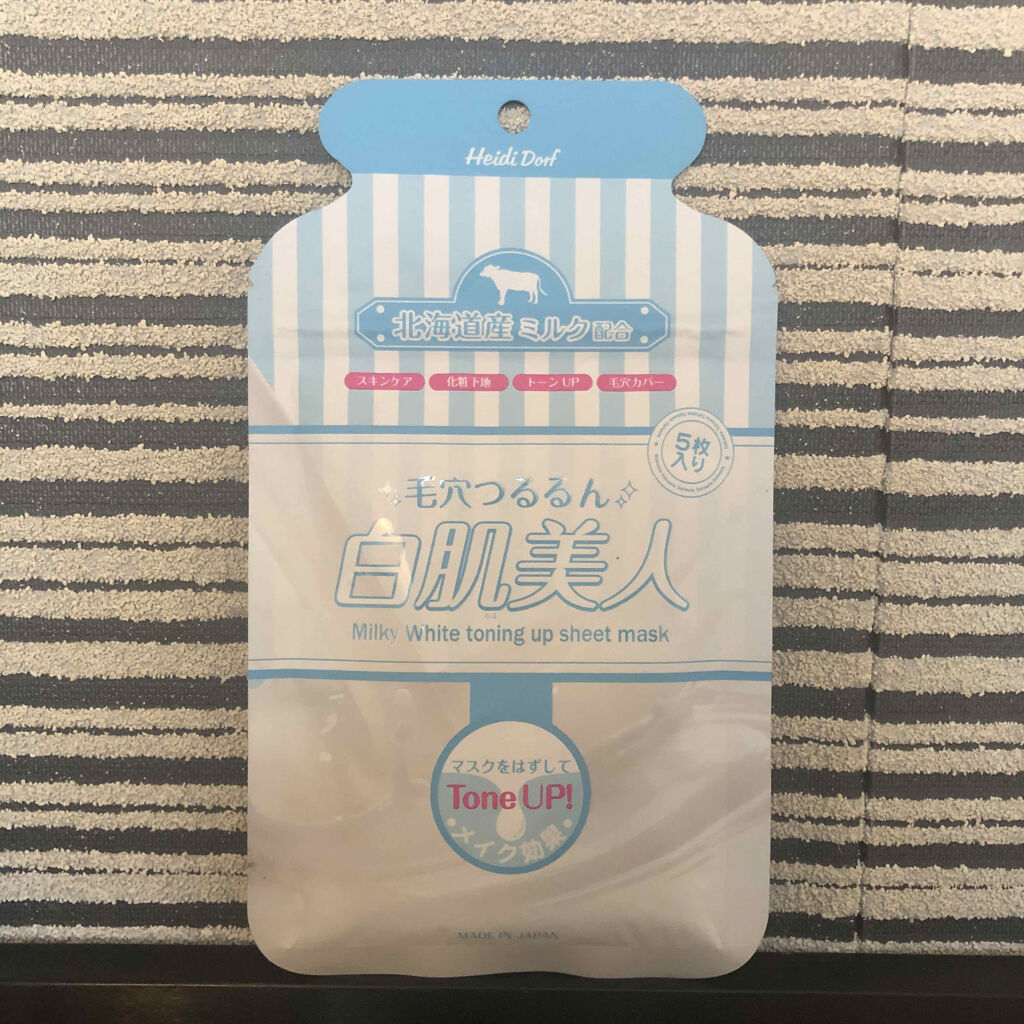 Heidi Dorf
北海道産 ミルク 配合
スキンケア 化粧下地 トーンUP 毛穴カバー
5枚
入り
毛穴つるるん
白肌美人
Milky White toning up sheet mask
マスクをはずして
Tone UP!
・メイク効果・
MADE IN JAPAN